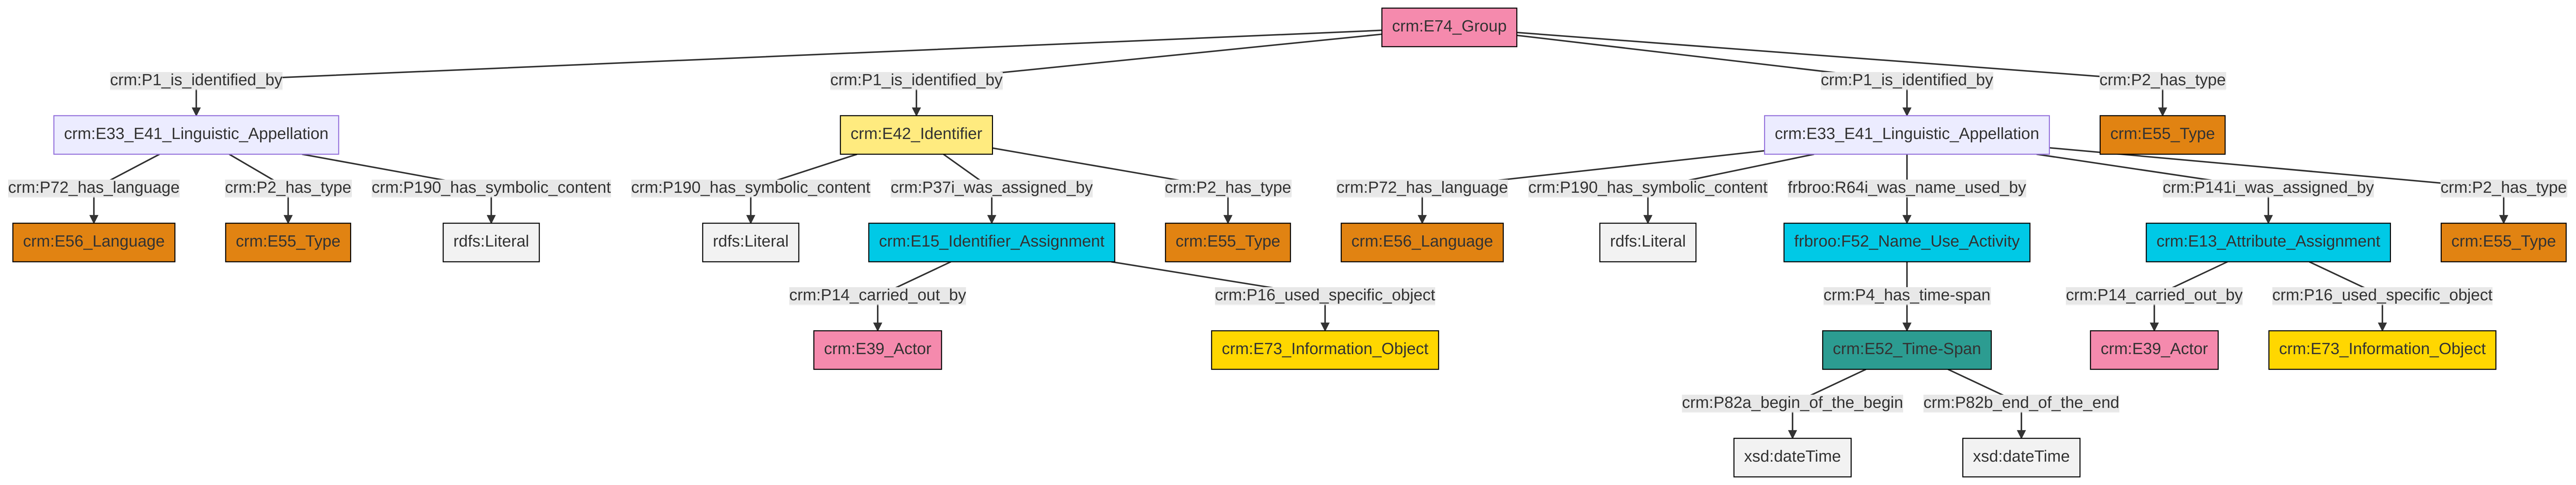 crm:E74_Group
crm:P1_is_identified_by
crm:P1_is_identified_by
crm:P1_is_identified_by
crm:P2_has_type
crm:E33_E41_Linguistic_Appellation
crm:E42_Identifier
crm:E33_E41_Linguistic_Appellation
crm:E55_Type
crm:P72_has_language
crm:P2_has_type
crm:P190_has_symbolic_content
crm:P190_has_symbolic_content
crm:P37i_was_assigned_by
crm:P2_has_type
crm:P72_has_language
crm:P190_has_symbolic_content
frbroo:R64i_was_name_used_by
crm:P141i_was_assigned_by
crm:P2_has_type
crm:E56_Language
crm:E55_Type
rdfs:Literal
rdfs:Literal
crm:E15_Identifier_Assignment
crm:E55_Type
crm:E56_Language
rdfs:Literal
frbroo:F52_Name_Use_Activity
crm:E13_Attribute_Assignment
crm:E55_Type
crm:P14_carried_out_by
crm:P16_used_specific_object
crm:P4_has_time-span
crm:P14_carried_out_by
crm:P16_used_specific_object
crm:E39_Actor
crm:E73_Information_Object
crm:E52_Time-Span
crm:E39_Actor
crm:E73_Information_Object
crm:P82a_begin_of_the_begin
crm:P82b_end_of_the_end
xsd:dateTime
xsd:dateTime